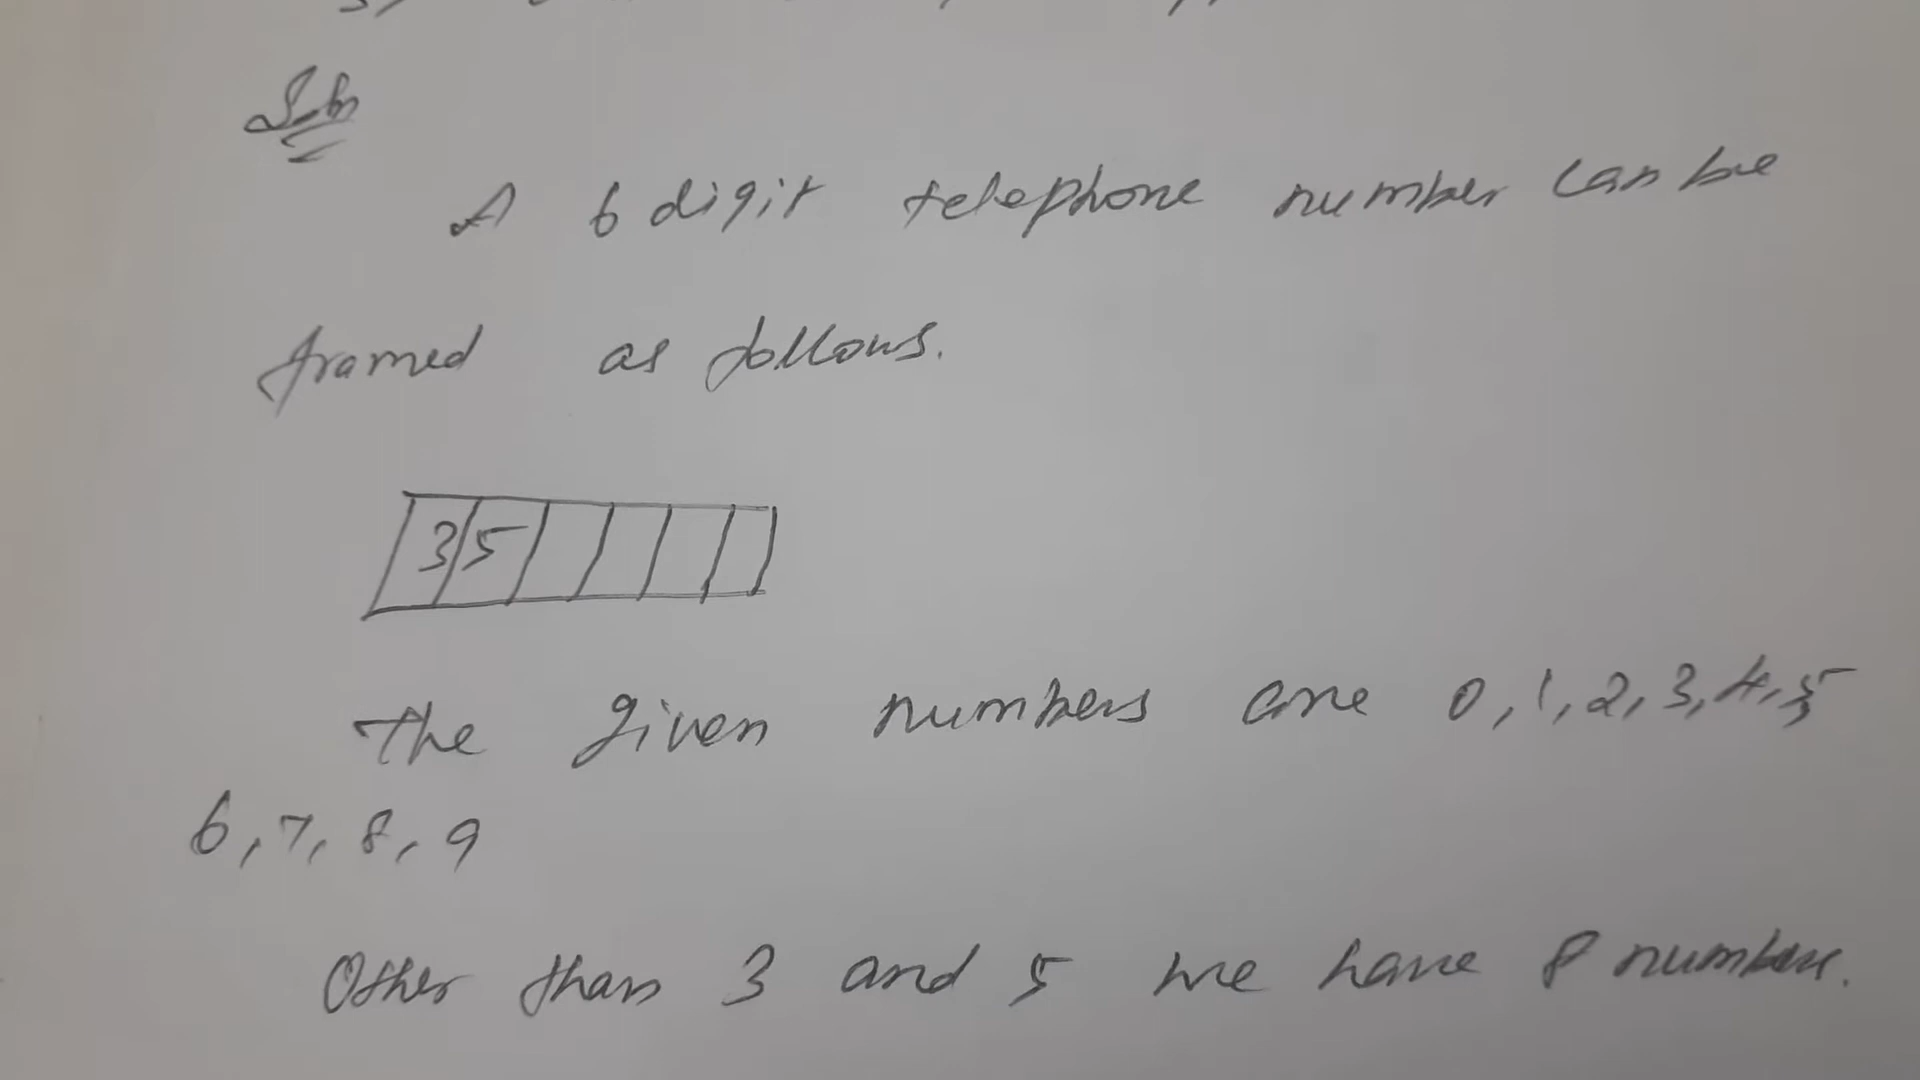 Soln
A 6 digit telephone number can be
framed as follows.
3 5
the given numbers are 0, 1, 2, 3, 4, 5
6, 7, 8, 9
Other than 3 and 5 we have 8 numbers.